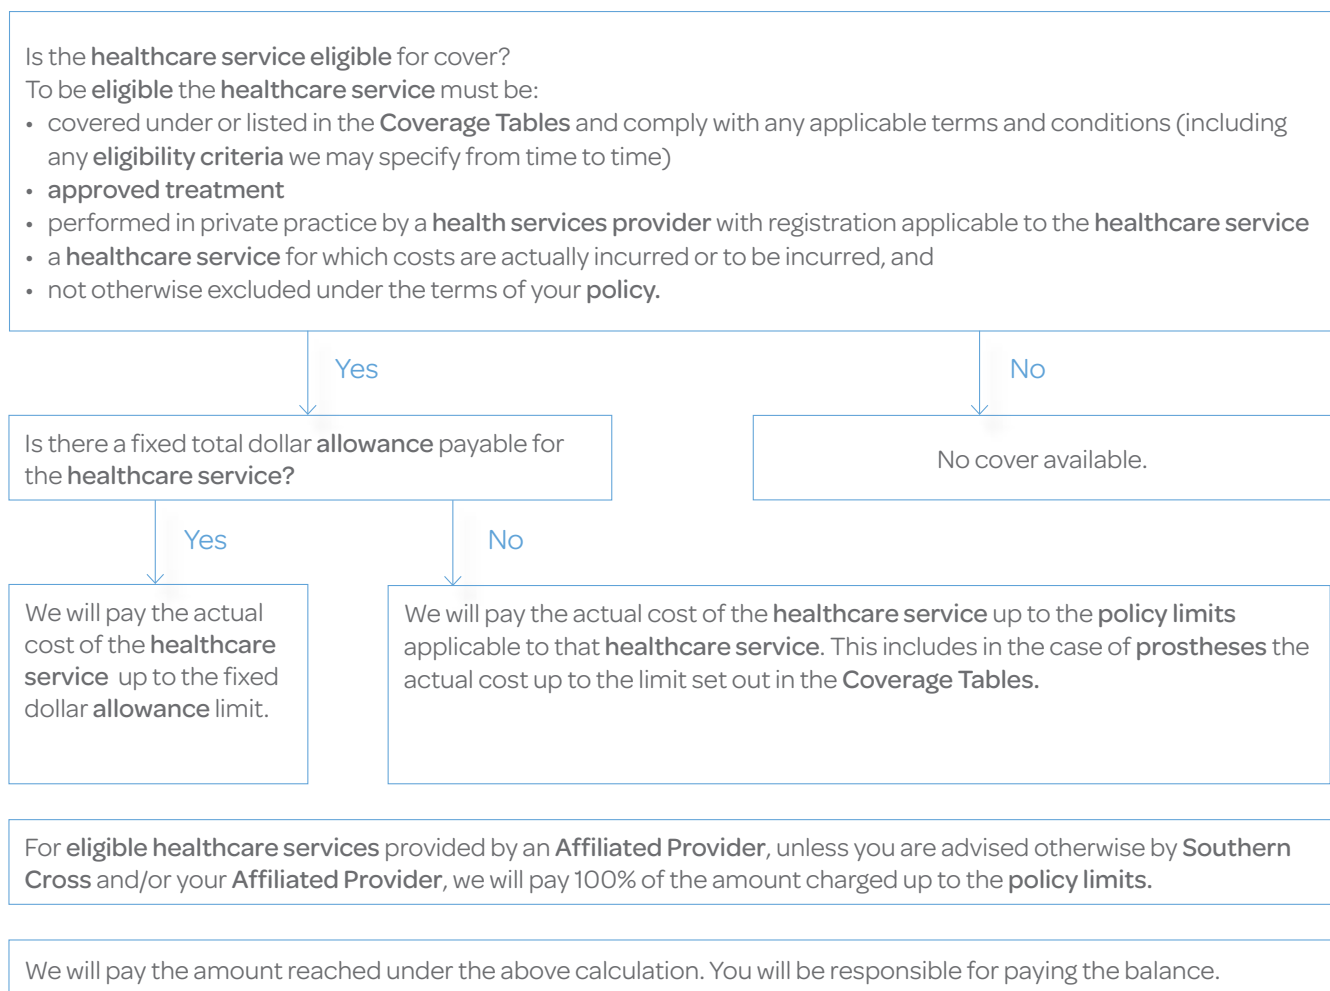 Is the healthcare service eligible for cover?
To be eligible the healthcare service must be:
• covered under or listed in the Coverage Tables and comply with any applicable terms and conditions (including
any eligibility criteria we may specify from time to time)
• approved treatment
• performed in private practice by a health services provider with registration applicable to the healthcare service
• a healthcare service for which costs are actually incurred or to be incurred, and
• not otherwise excluded under the terms of your policy.
Yes
No
Is there a fixed total dollar allowance payable for
the healthcare service?
No cover available.
Yes
No
We will pay the actual
cost of the healthcare
service up to the fixed
dollar allowance limit.
We will pay the actual cost of the healthcare service up to the policy limits
applicable to that healthcare service. This includes in the case of prostheses the
actual cost up to the limit set out in the Coverage Tables.
For eligible healthcare services provided by an Affiliated Provider, unless you are advised otherwise by Southern
Cross and/or your Affiliated Provider, we will pay 100% of the amount charged up to the policy limits.
We will pay the amount reached under the above calculation. You will be responsible for paying the balance.